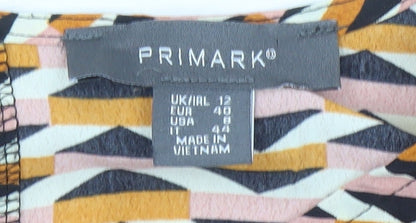 PRIMARK®
UK/IRL 12
EUR 40
USA 8
IT 44
MADE IN
VIETNAM